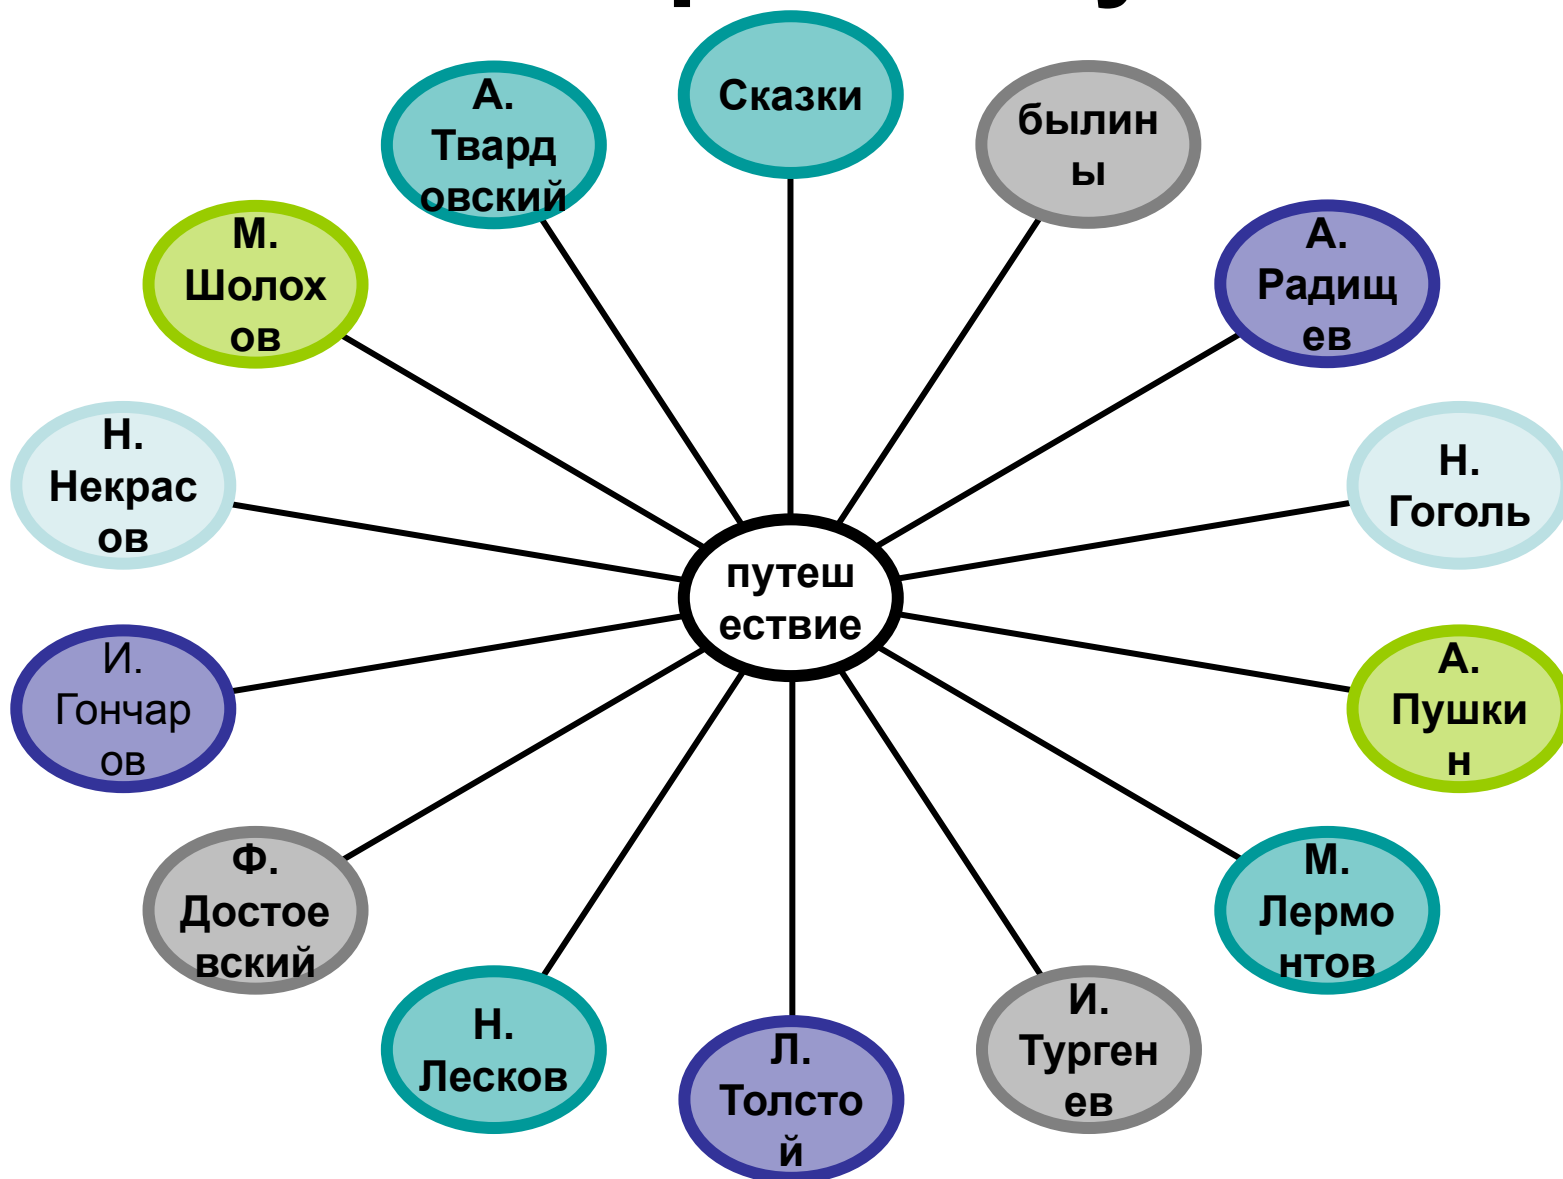 Сказки
былин
ы
А.
Радищ
ев
Н.
Гоголь
А.
Пушки
н
М.
Лермо
нтов
И.
Турген
ев
Л.
Толсто
й
Н.
Лесков
Ф.
Достое
вский
И.
Гончар
ов
Н.
Некрас
ов
М.
Шолох
ов
А.
Твард
овский
путеш
ествие